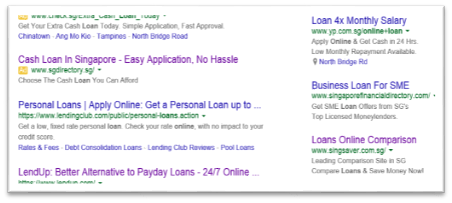 www.check.sg/Extra_Cash_Loan_Today
Get Your Extra Cash Loan Today. Simple Application, Fast Approval.
Chinatown - Ang Mo Kio - Tampines - North Bridge Road
Cash Loan In Singapore - Easy Application, No Hassle
Ad www.sgdirectory.sg/
Choose The Cash Loan You Can Afford
Personal Loans | Apply Online: Get a Personal Loan up to ...
https://www.lendingclub.com/public/personal-loans.action
Get a low, fixed rate personal loan. Check your rate online, with no impact to your
credit score.
Rates & Fees - Debt Consolidation Loans - Lending Club Reviews - Pool Loans
LendUp: Better Alternative to Payday Loans - 24/7 Online ...
https://www.lendup.com/
Loan 4x Monthly Salary
www.yp.com.sg/online+loan
Apply Online & Get Cash in 24 Hrs.
Low Monthly Repayment Available.
North Bridge Rd
Business Loan For SME
www.singaporefinancialdirectory.com/
Get SME Loan Offers from SG's
Top Licensed Moneylenders.
Loans Online Comparison
www.singsaver.com.sg/
Leading Comparison Site in SG
Compare Loans & Save Money Now!